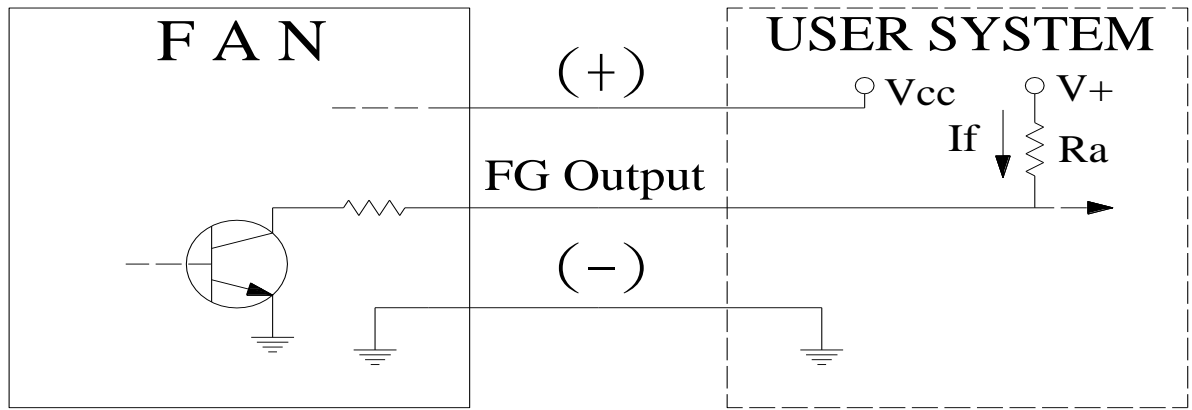 F A N
USER SYSTEM
(+)
Vcc
V+
If
Ra
FG Output
(-)